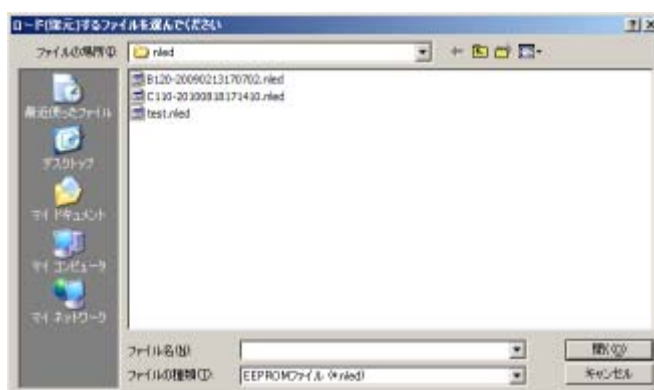 ロード(復元)するファイルを選んでください
ファイルの場所(I):
nled
B120-20090213170702.nled
C110-20100818171410.nled
test.nled
最近使ったファイル
デスクトップ
マイ ドキュメント
マイ コンピュータ
マイ ネットワーク
ファイル名(N):
開く(O)
ファイルの種類(T):
EEPROMファイル (*.nled)
キャンセル